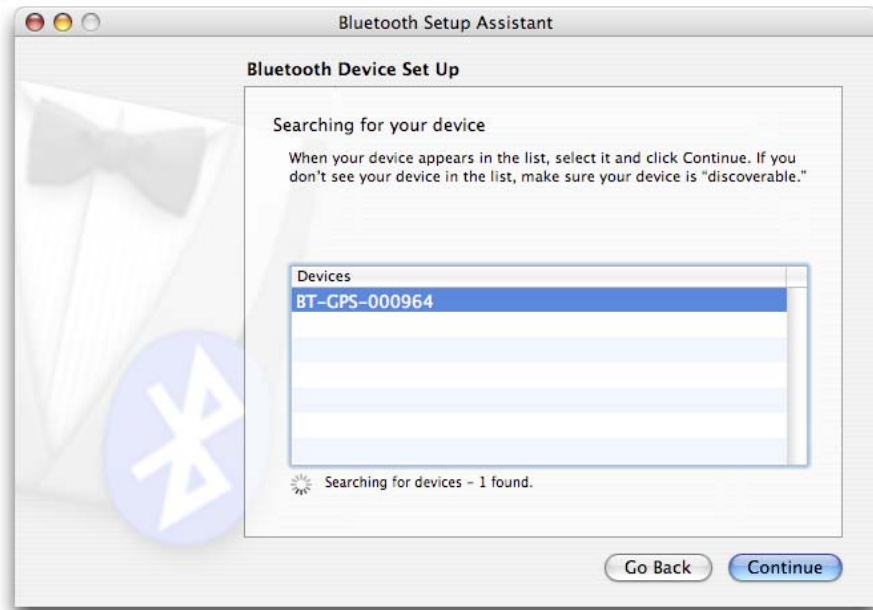 Bluetooth Setup Assistant
Bluetooth Device Set Up
Searching for your device
When your device appears in the list, select it and click Continue. If you
don't see your device in the list, make sure your device is “discoverable.”
Devices
BT-GPS-000964
Searching for devices – 1 found.
Go Back
Continue